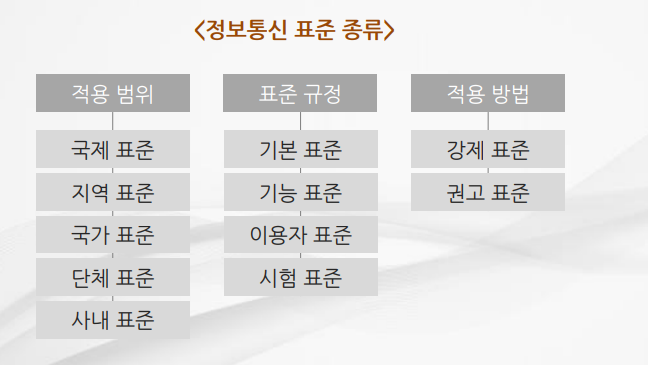 <정보통신 표준 종류>
적용 범위
국제 표준
지역 표준
국가 표준
단체 표준
사내 표준
표준 규정
기본 표준
기능 표준
이용자 표준
시험 표준
적용 방법
강제 표준
권고 표준